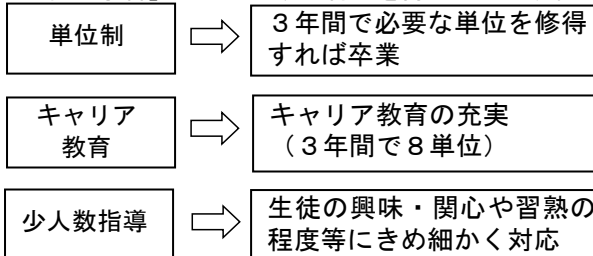 単位制
３年間で必要な単位を修得
すれば卒業
キャリア
教育
キャリア教育の充実
（３年間で８単位）
少人数指導
生徒の興味・関心や習熟の
程度等にきめ細かく対応